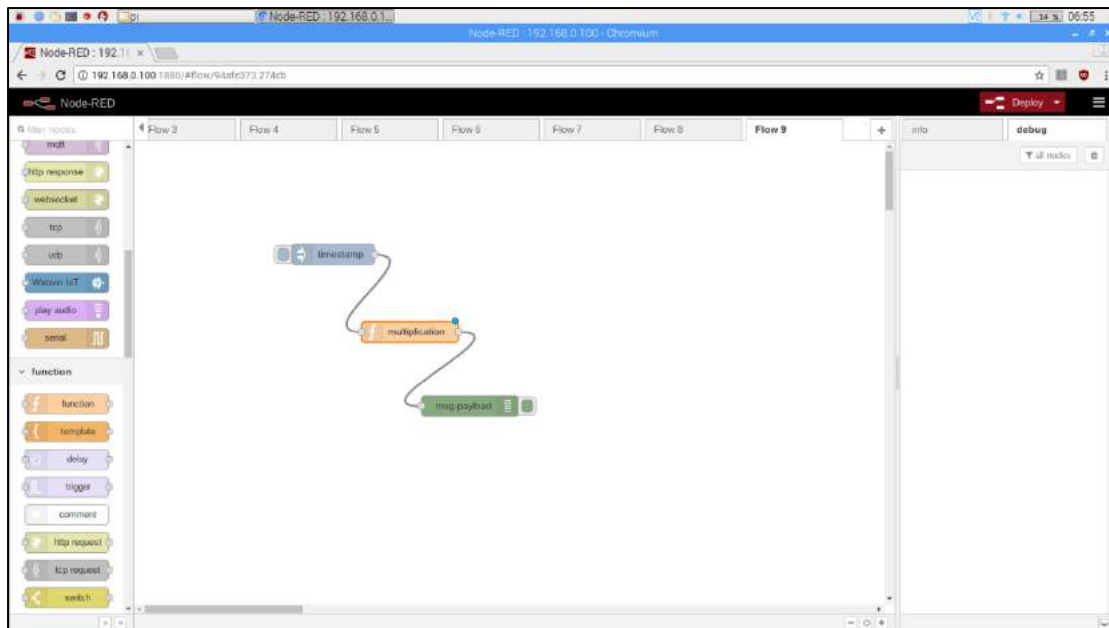 pi
Node-RED : 192.168.0.1...
14 %
06:55
Node-RED : 192.168.0.100 - Chromium
Node-RED : 192.1
192.168.0.100:1880/#flow/
Node-RED
Deploy
filter nodes
Flow 3
Flow 4
Flow 5
Flow 6
Flow 7
Flow 8
Flow 9
info
debug
all nodes
mqtt
http response
websocket
tcp
udp
Watson IoT
play audio
serial
function
function
template
delay
trigger
comment
http request
tcp request
switch
timestamp
multiplication
msg.payload